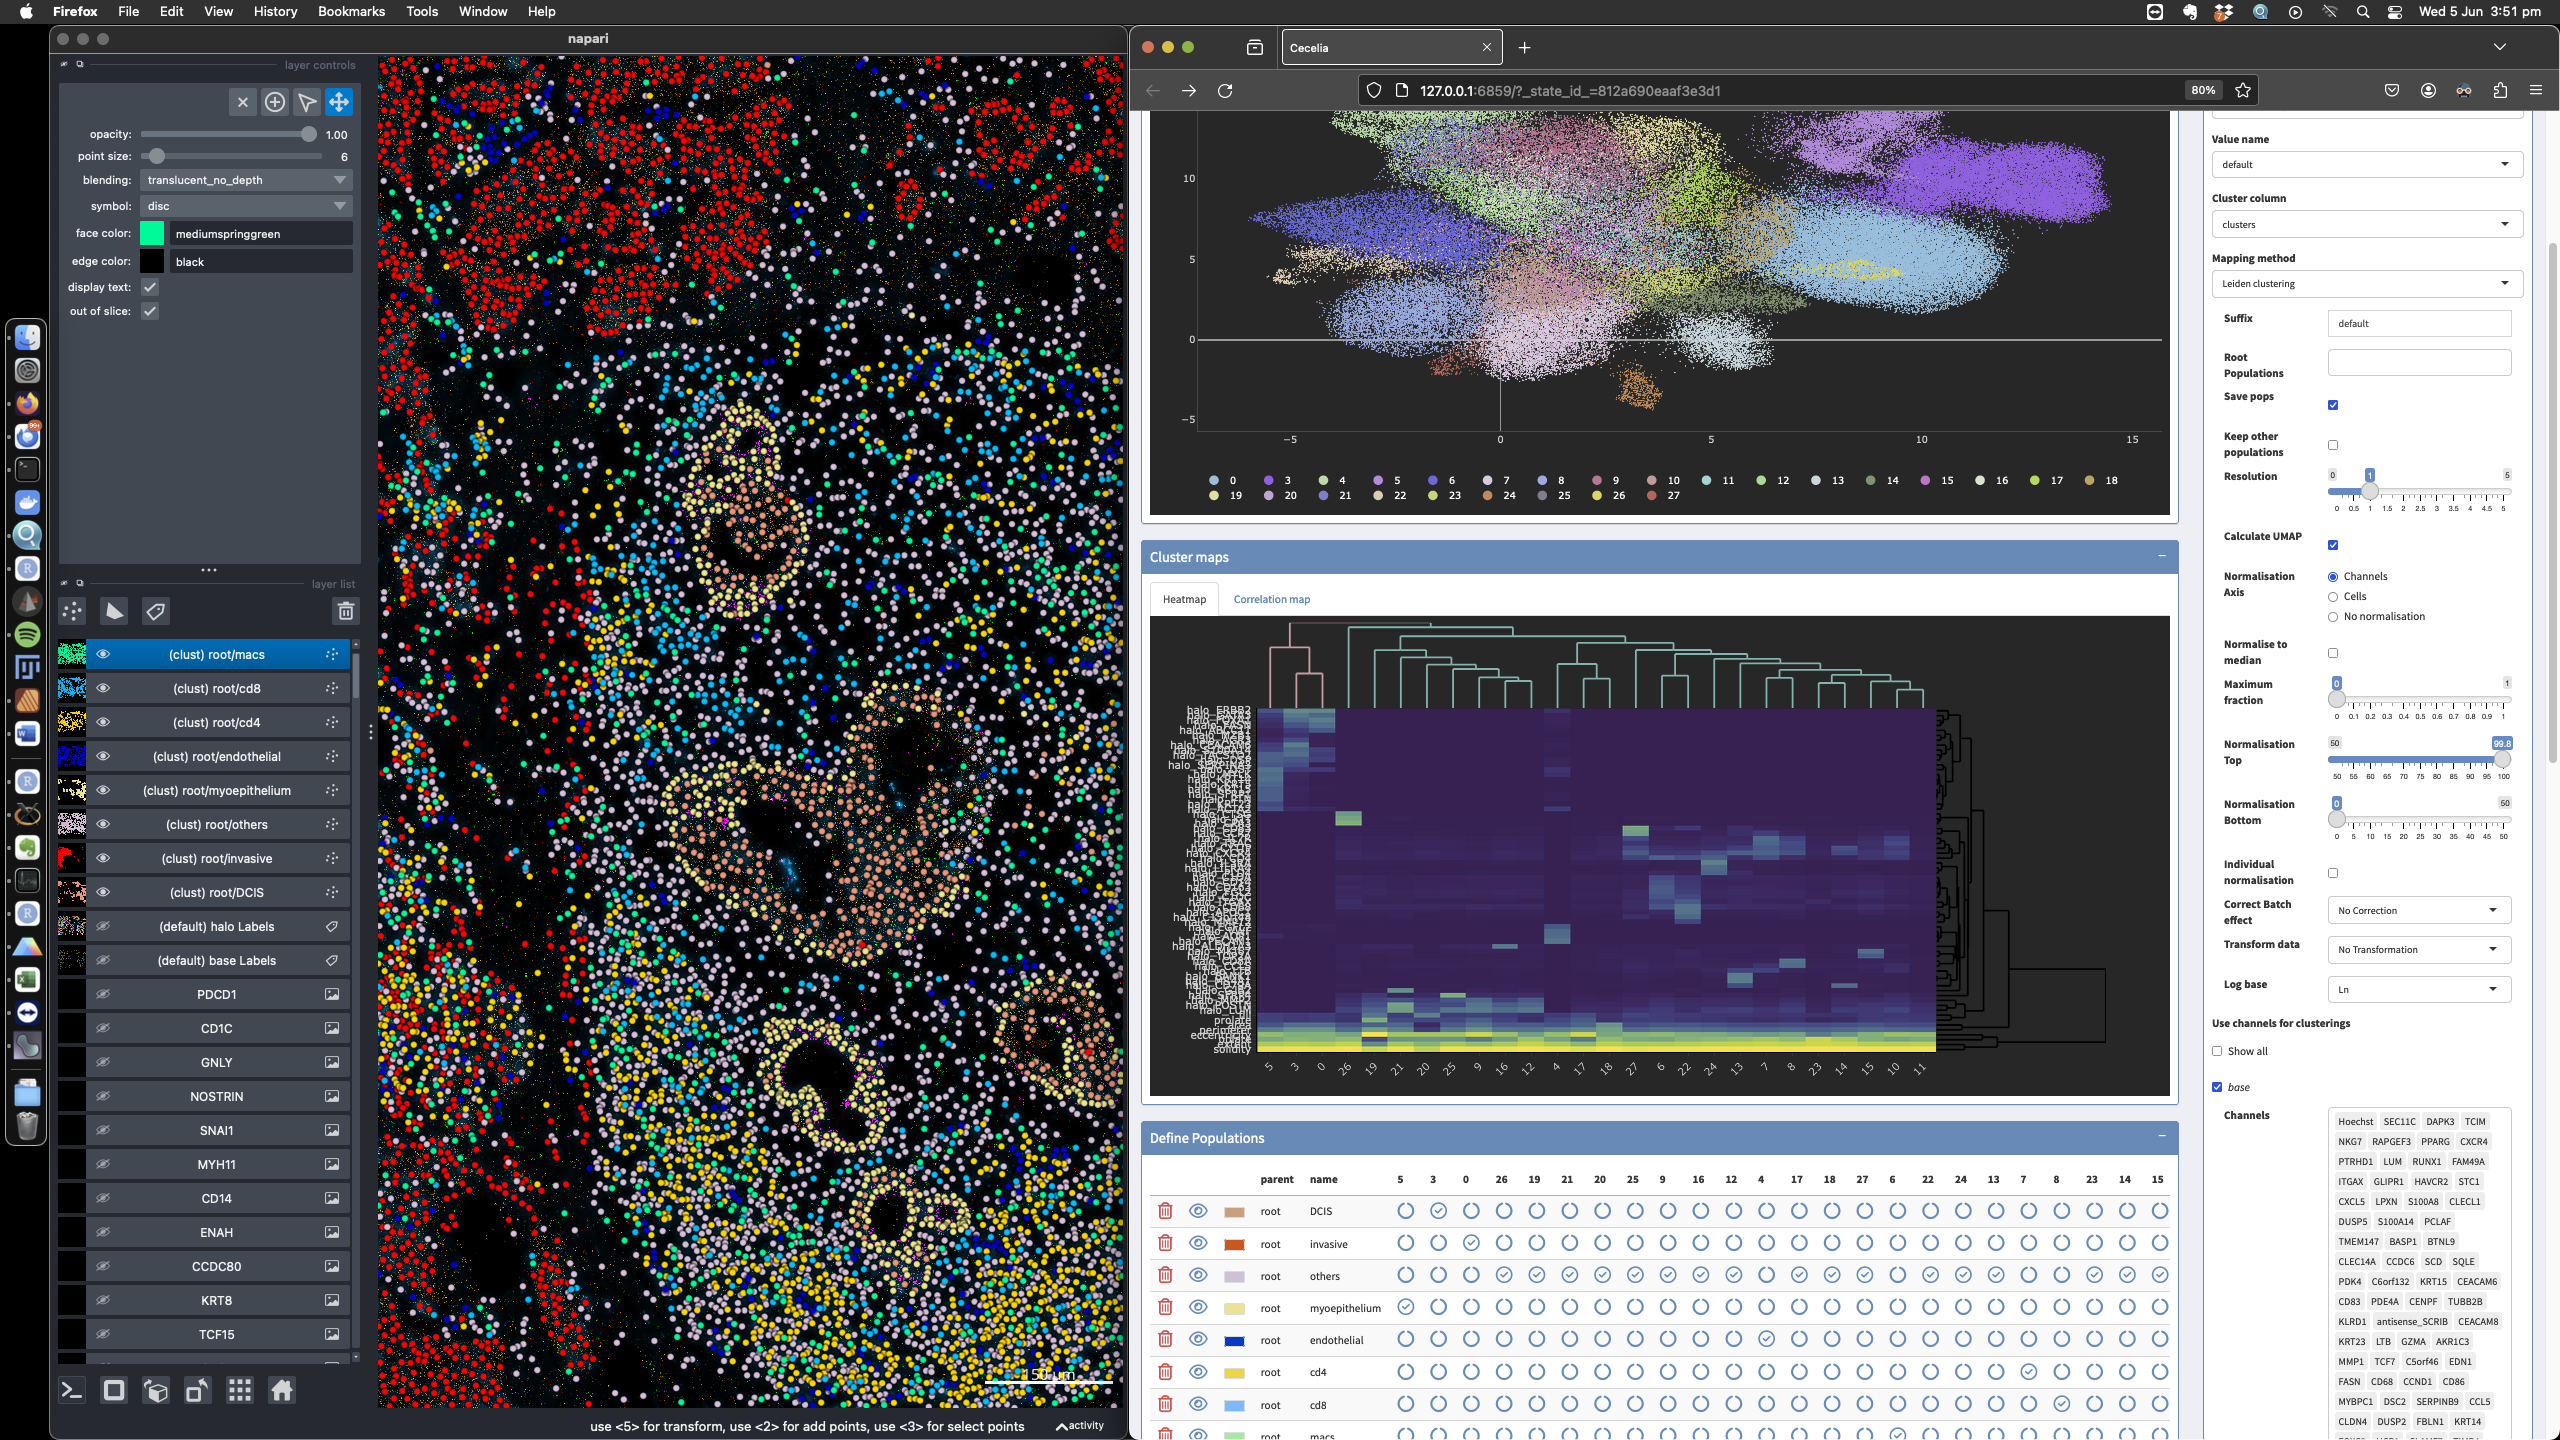 Firefox File Edit View History Bookmarks Tools Window Help
Wed 5 Jun 3:51 pm
napari
layer controls
opacity: 1.00
point size: 6
blending: translucent_no_depth
symbol: disc
face color: mediumspringgreen
edge color: black
display text:
out of slice:
layer list
(clust) root/macs
(clust) root/cd8
(clust) root/cd4
(clust) root/endothelial
(clust) root/myoepithelium
(clust) root/others
(clust) root/invasive
(clust) root/DCIS
(default) halo Labels
(default) base Labels
PDCD1
CD1C
GNLY
NOSTRIN
SNAI1
MYH11
CD14
ENAH
CCDC80
KRT8
TCF15
150 µm
use <5> for transform, use <2> for add points, use <3> for select points
activity
Cecelia
127.0.0.1:6859/?_state_id_=812a690eaaf3e3d1
80%
10
5
0
−5
−5 0 5 10 15
0 3 4 5 6 7 8 9 10 11 12 13 14 15 16 17 18
19 20 21 22 23 24 25 26 27
Cluster maps
Heatmap Correlation map
halo_ERBB2
prolate
perimeter
solidity
5 3 0 26 19 21 20 25 9 16 12 4 17 18 27 6 22 24 13 7 8 23 14 15 10 11
Define Populations
parent name 5 3 0 26 19 21 20 25 9 16 12 4 17 18 27 6 22 24 13 7 8 23 14 15
root DCIS
root invasive
root others
root myoepithelium
root endothelial
root cd4
root cd8
root macs
Value name
default
Cluster column
clusters
Mapping method
Leiden clustering
Suffix default
Root Populations
Save pops
Keep other populations
Resolution
0 1 5
0 0.5 1 1.5 2 2.5 3 3.5 4 4.5 5
Calculate UMAP
Normalisation Axis
Channels
Cells
No normalisation
Normalise to median
Maximum fraction
0 1
0 0.1 0.2 0.3 0.4 0.5 0.6 0.7 0.8 0.9 1
Normalisation Top
50 99.8
50 55 60 65 70 75 80 85 90 95 100
Normalisation Bottom
0 50
0 5 10 15 20 25 30 35 40 45 50
Individual normalisation
Correct Batch effect No Correction
Transform data No Transformation
Log base Ln
Use channels for clusterings
Show all
base
Channels
Hoechst SEC11C DAPK3 TCIM
NKG7 RAPGEF3 PPARG CXCR4
PTRHD1 LUM RUNX1 FAM49A
ITGAX GLIPR1 HAVCR2 STC1
CXCL5 LPXN S100A8 CLECL1
DUSP5 S100A14 PCLAF
TMEM147 BASP1 BTNL9
CLEC14A CCDC6 SCD SQLE
PDK4 C6orf132 KRT15 CEACAM6
CD83 PDE4A CENPF TUBB2B
KLRD1 antisense_SCRIB CEACAM8
KRT23 LTB GZMA AKR1C3
MMP1 TCF7 C5orf46 EDN1
FASN CD68 CCND1 CD86
MYBPC1 DSC2 SERPINB9 CCL5
CLDN4 DUSP2 FBLN1 KRT14